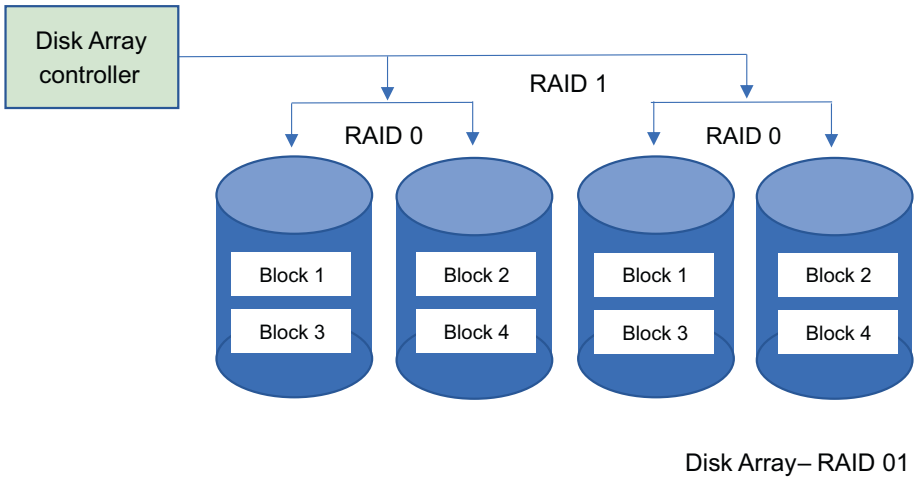 Disk Array
controller
RAID 1
RAID 0
RAID 0
Block 1
Block 2
Block 1
Block 2
Block 3
Block 4
Block 3
Block 4
Disk Array– RAID 01